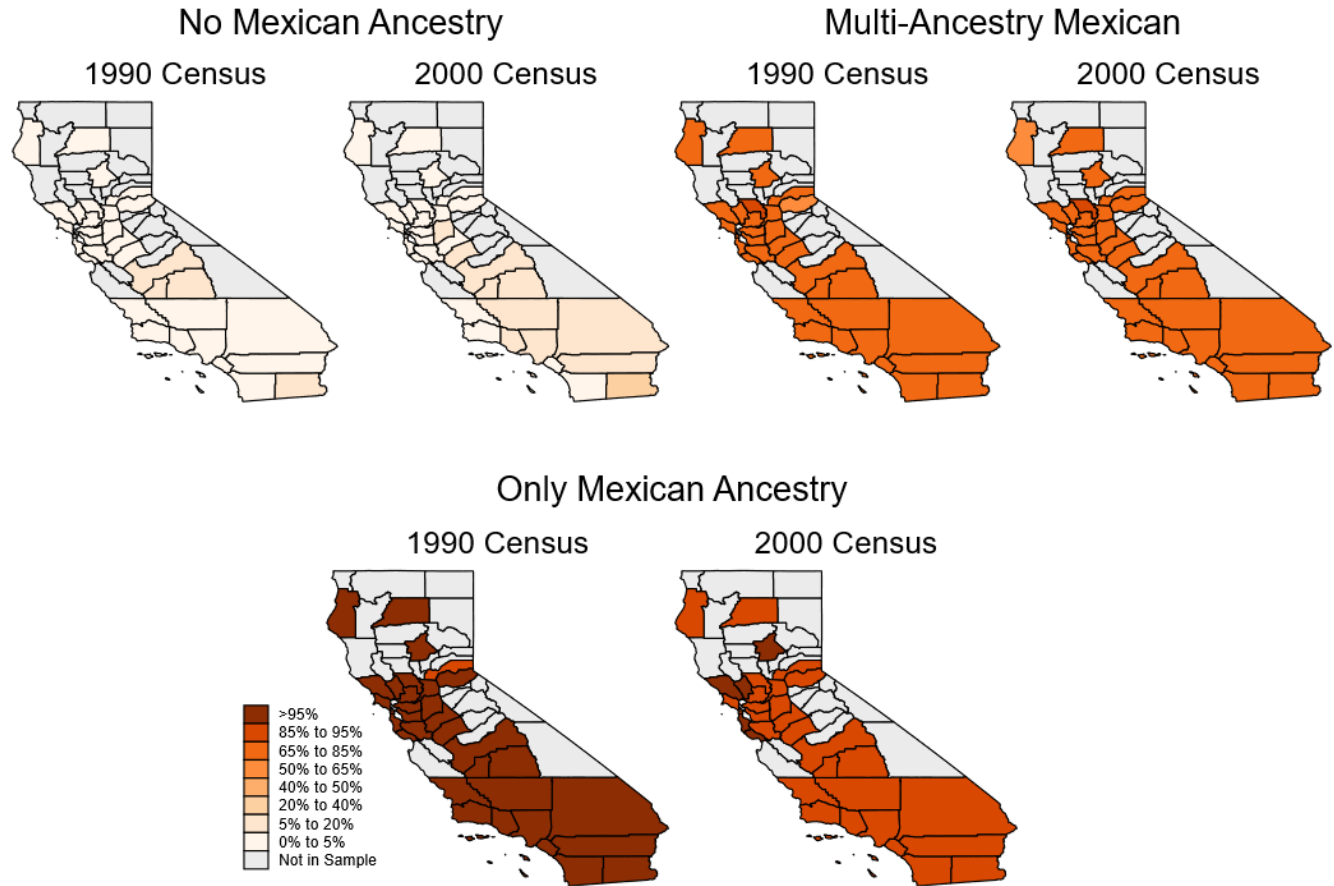 No Mexican Ancestry
Multi-Ancestry Mexican
1990 Census
2000 Census
1990 Census
2000 Census
Only Mexican Ancestry
1990 Census
2000 Census
>95%
85% to 95%
65% to 85%
50% to 65%
40% to 50%
20% to 40%
5% to 20%
0% to 5%
Not in Sample